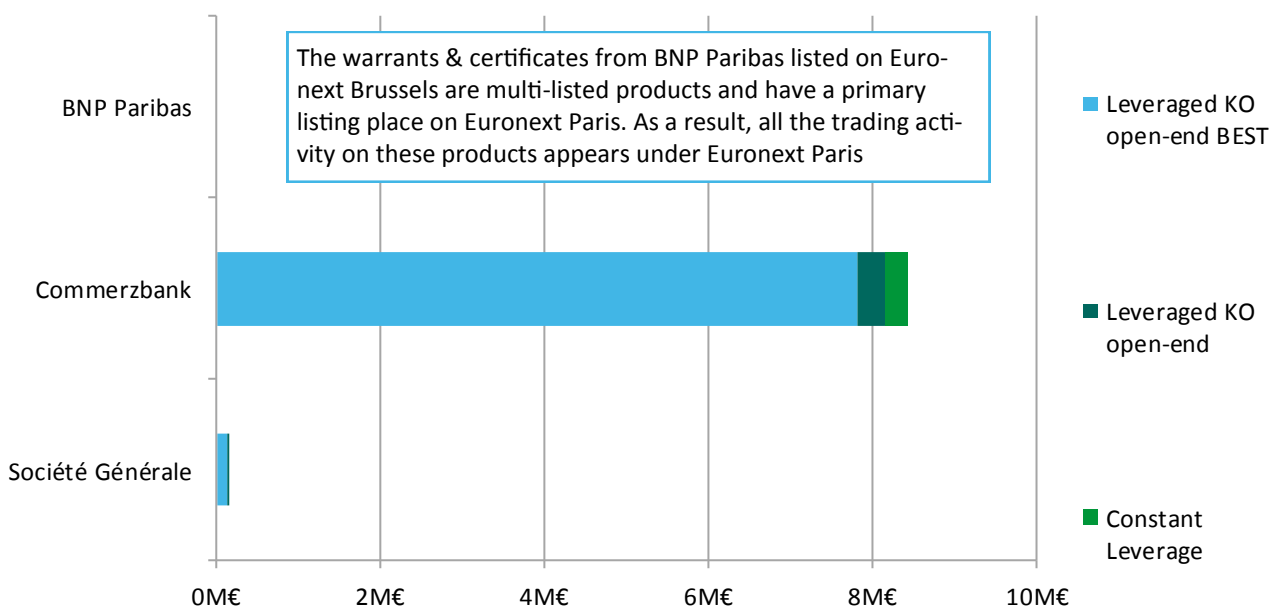 The warrants & certificates from BNP Paribas listed on Euro-
next Brussels are multi-listed products and have a primary
listing place on Euronext Paris. As a result, all the trading acti-
vity on these products appears under Euronext Paris
BNP Paribas
Commerzbank
Société Générale
0M€ 2M€ 4M€ 6M€ 8M€ 10M€
Leveraged KO
open-end BEST
Leveraged KO
open-end
Constant
Leverage